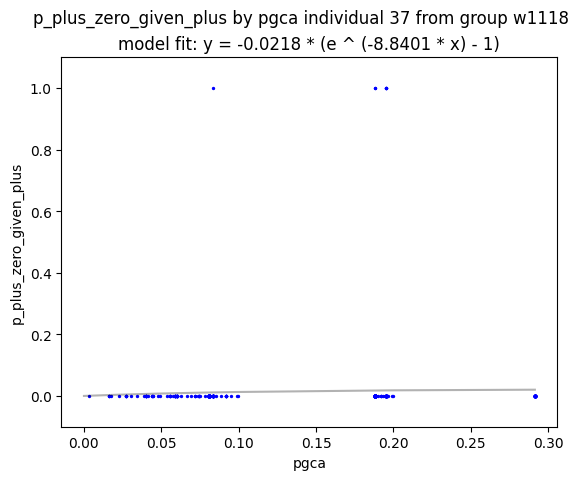 p_plus_zero_given_plus by pgca individual 37 from group w1118
model fit: y = -0.0218 * (e ^ (-8.8401 * x) - 1)
p_plus_zero_given_plus
1.0
0.8
0.6
0.4
0.2
0.0
0.00 0.05 0.10 0.15 0.20 0.25 0.30
pgca